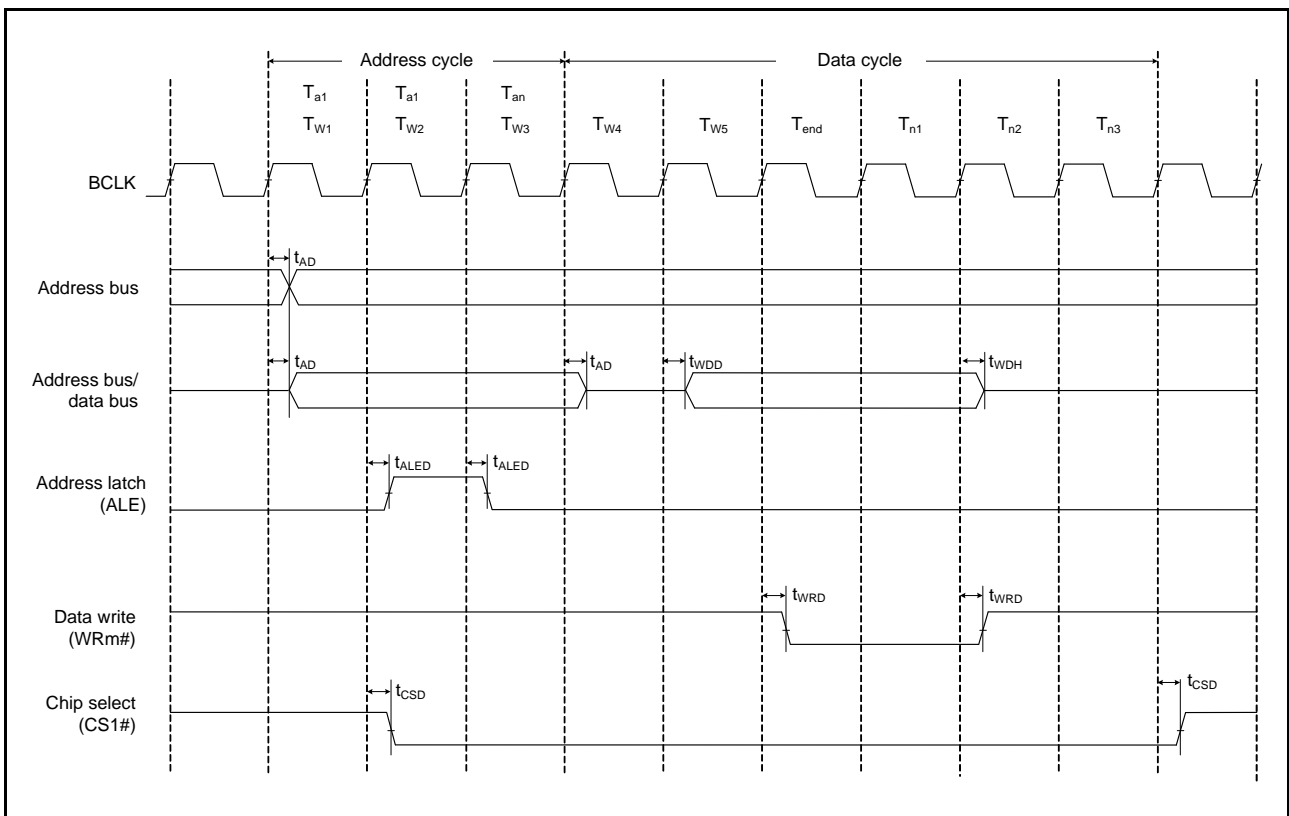 Address cycle
Data cycle
Ta1
Ta1
Tan
TW1
TW2
TW3
TW4
TW5
Tend
Tn1
Tn2
Tn3
BCLK
tAD
Address bus
tAD
tAD
tWDD
tWDH
Address bus/
data bus
tALED
tALED
Address latch
(ALE)
tWRD
tWRD
Data write
(WRm#)
tCSD
tCSD
Chip select
(CS1#)